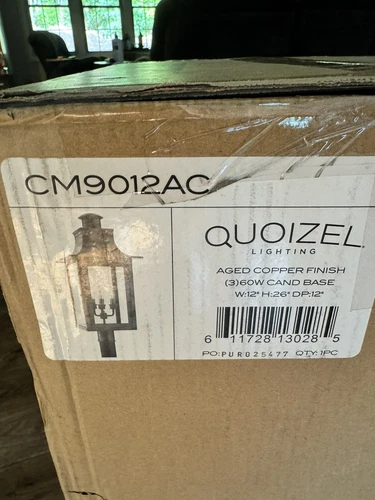 CM9012AC
QUOIZEL
LIGHTING
AGED COPPER FINISH
(3)60W CAND BASE
W:12" H:26" DP:12"
6 11728 13028 5
PO:PUR025477 QTY: 1PC